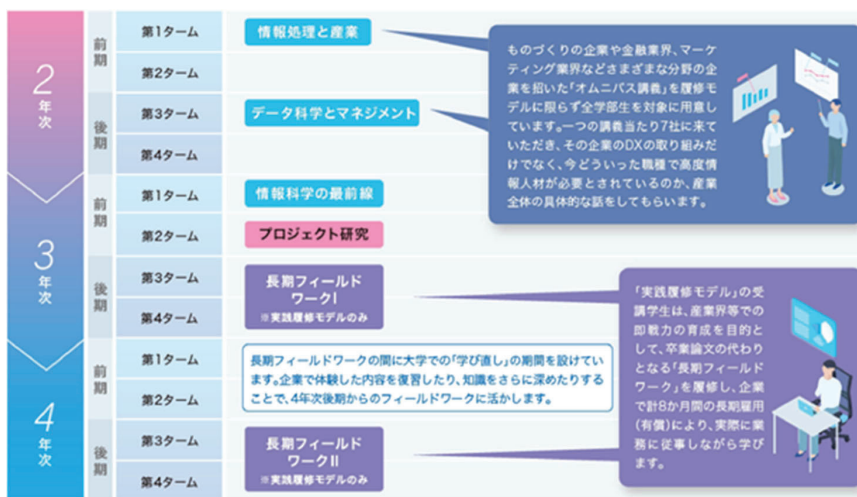 2年次
前期
第1ターム
情報処理と産業
第2ターム
後期
第3ターム
データ科学とマネジメント
第4ターム
ものづくりの企業や金融業界、マーケ
ティング業界などさまざまな分野の企
業を招いた「オムニバス講義」を履修モ
デルに限らず全学部生を対象に用意し
ています。一つの講義当たり7社に来て
いただき、その企業のDXの取り組みだ
けでなく、今どういった職種で高度情
報人材が必要とされているのか、産業
全体の具体的な話をしてもらいます。
3年次
前期
第1ターム
情報科学の最前線
第2ターム
プロジェクト研究
後期
第3ターム
第4ターム
長期フィールド
ワークI
※実践履修モデルのみ
「実践履修モデル」の受
講学生は、産業界等での
即戦力の育成を目的と
して、卒業論文の代わり
となる「長期フィールド
ワーク」を履修し、企業
で計8か月間の長期雇用
(有償)により、実際に業
務に従事しながら学び
ます。
4年次
前期
第1ターム
第2ターム
長期フィールドワークの間に大学での「学び直し」の期間を設けてい
ます。企業で体験した内容を復習したり、知識をさらに深めたりする
ことで、4年次後期からのフィールドワークに活かします。
後期
第3ターム
第4ターム
長期フィールド
ワークII
※実践履修モデルのみ